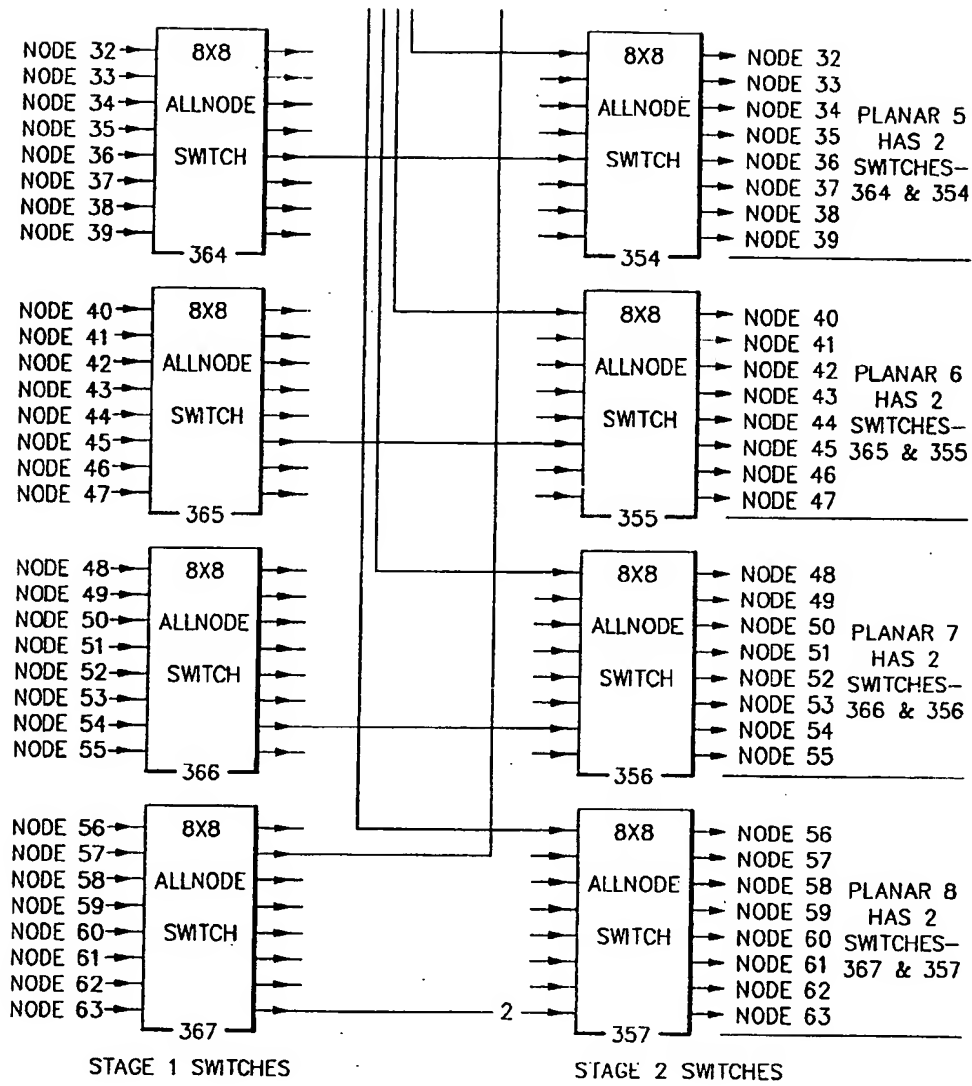 NODE 32
NODE 33
NODE 34
NODE 35
NODE 36
NODE 37
NODE 38
NODE 39
8X8
ALLNODE
SWITCH
364
8X8
ALLNODE
SWITCH
354
NODE 32
NODE 33
NODE 34
NODE 35
NODE 36
NODE 37
NODE 38
NODE 39
PLANAR 5
HAS 2
SWITCHES-
364 & 354
NODE 40
NODE 41
NODE 42
NODE 43
NODE 44
NODE 45
NODE 46
NODE 47
8X8
ALLNODE
SWITCH
365
8X8
ALLNODE
SWITCH
355
NODE 40
NODE 41
NODE 42
NODE 43
NODE 44
NODE 45
NODE 46
NODE 47
PLANAR 6
HAS 2
SWITCHES-
365 & 355
NODE 48
NODE 49
NODE 50
NODE 51
NODE 52
NODE 53
NODE 54
NODE 55
8X8
ALLNODE
SWITCH
366
8X8
ALLNODE
SWITCH
356
NODE 48
NODE 49
NODE 50
NODE 51
NODE 52
NODE 53
NODE 54
NODE 55
PLANAR 7
HAS 2
SWITCHES-
366 & 356
NODE 56
NODE 57
NODE 58
NODE 59
NODE 60
NODE 61
NODE 62
NODE 63
8X8
ALLNODE
SWITCH
367
2
8X8
ALLNODE
SWITCH
357
NODE 56
NODE 57
NODE 58
NODE 59
NODE 60
NODE 61
NODE 62
NODE 63
PLANAR 8
HAS 2
SWITCHES-
367 & 357
STAGE 1 SWITCHES
STAGE 2 SWITCHES